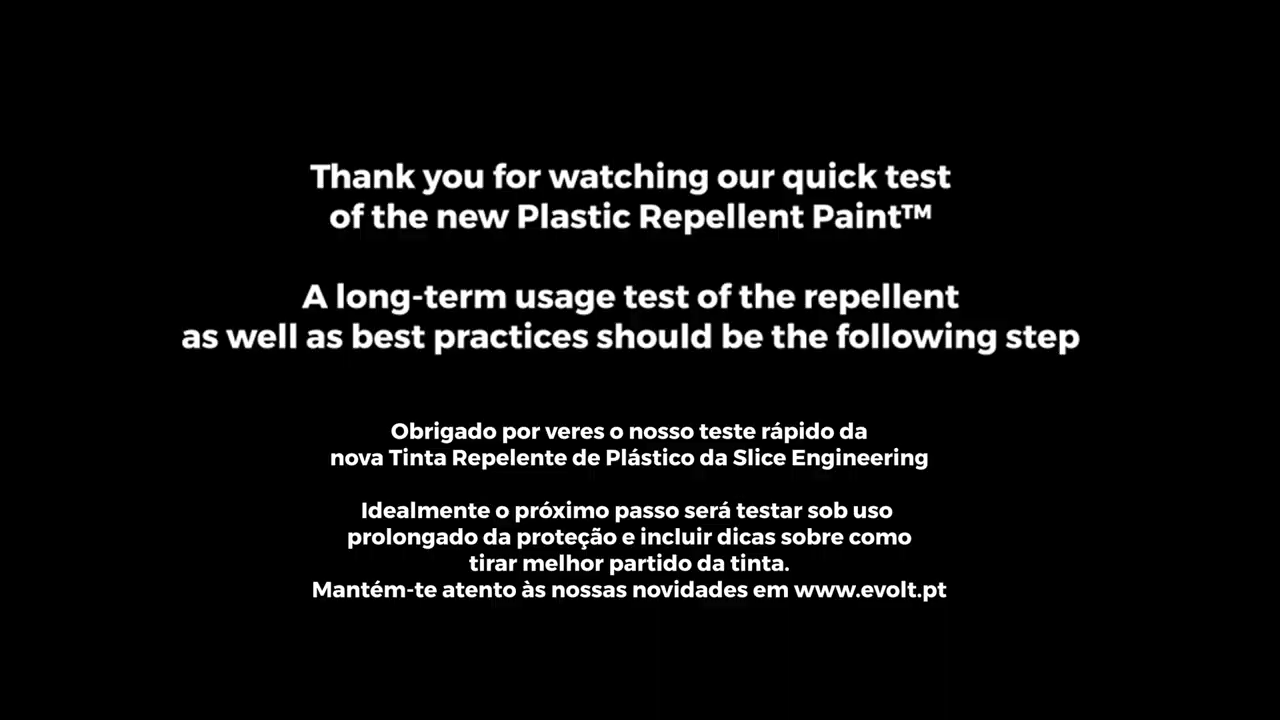 Thank you for watching our quick test
of the new Plastic Repellent Paint™
A long-term usage test of the repellent
as well as best practices should be the following step
Obrigado por veres o nosso teste rápido da
nova Tinta Repelente de Plástico da Slice Engineering
Idealmente o próximo passo será testar sob uso
prolongado da proteção e incluir dicas sobre como
tirar melhor partido da tinta.
Mantém-te atento às nossas novidades em www.evolt.pt